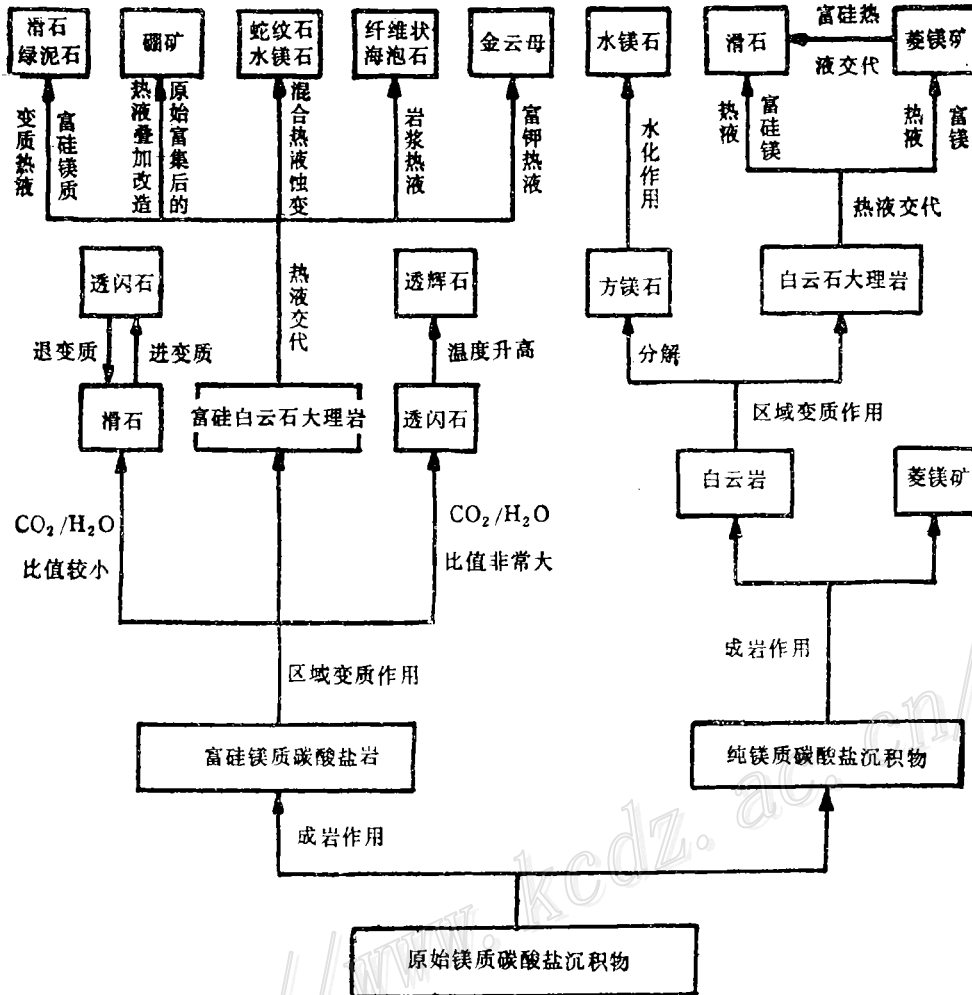 滑石
绿泥石
硼矿
蛇纹石
水镁石
纤维状
海泡石
金云母
水镁石
滑石
富硅热
液交代
菱镁矿
变质热液
富硅镁质
热液叠加改造
原始富集后的
混合热液蚀变
岩浆热液
富钾热液
水化作用
热液
富硅镁
热液
富镁
热液交代
透闪石
热液交代
透辉石
方镁石
白云石大理岩
退变质
进变质
温度升高
分解
滑石
富硅白云石大理岩
透闪石
区域变质作用
白云岩
菱镁矿
CO₂/H₂O
比值较小
CO₂/H₂O
比值非常大
成岩作用
区域变质作用
富硅镁质碳酸盐岩
纯镁质碳酸盐沉积物
成岩作用
原始镁质碳酸盐沉积物
//www.kcdz.ac.cn/